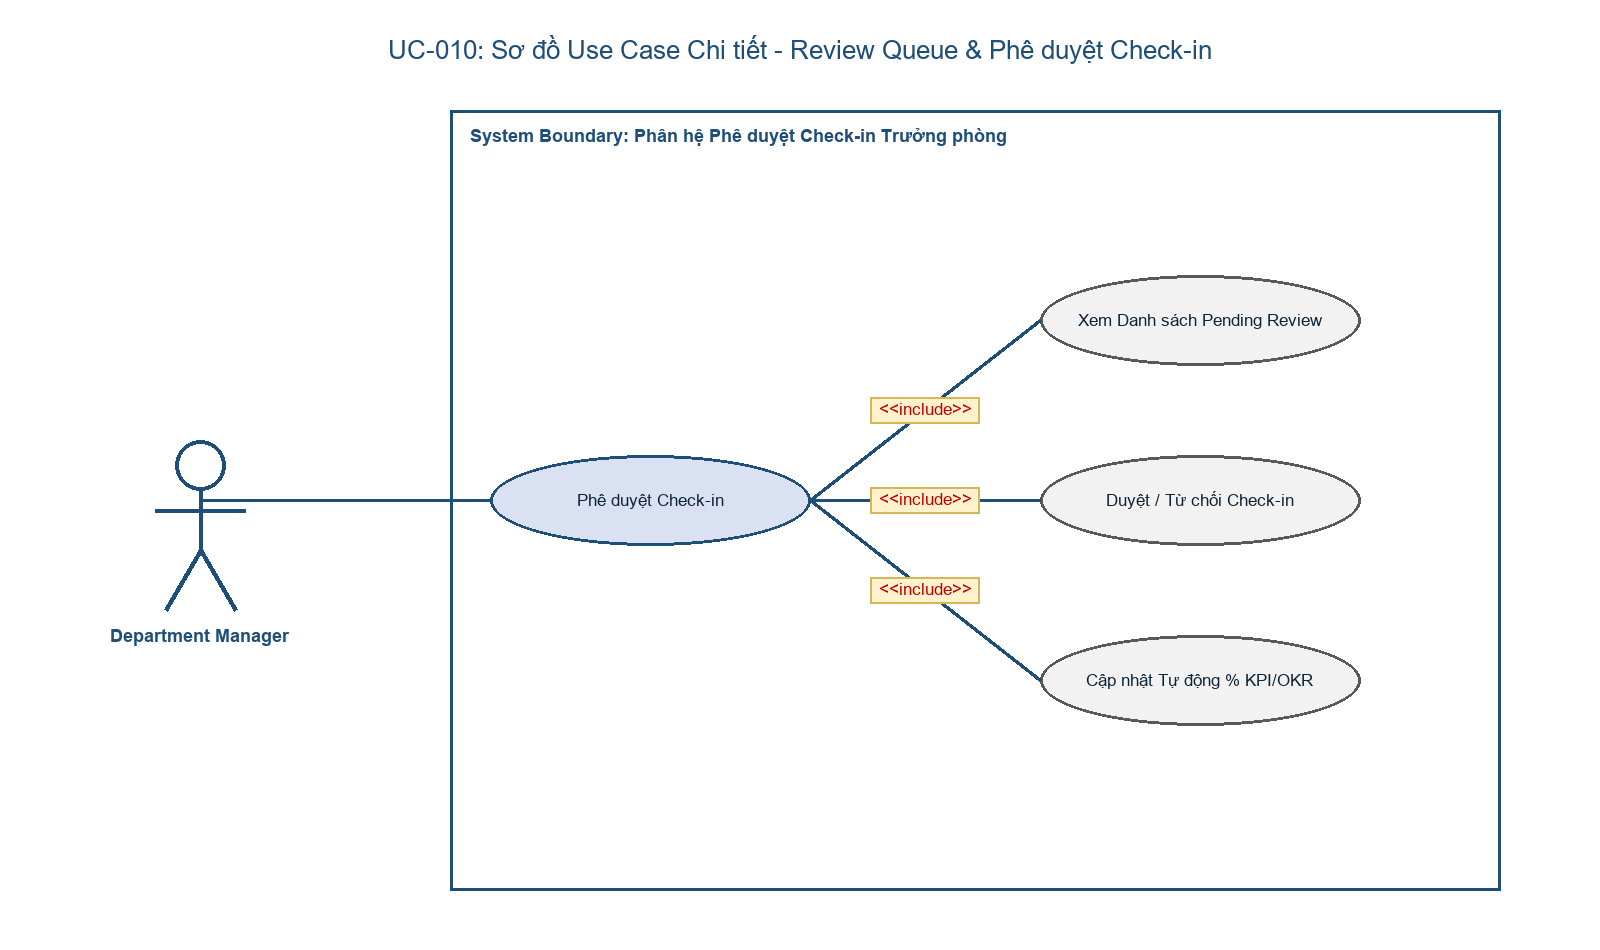 UC-010: Sơ đồ Use Case Chi tiết - Review Queue & Phê duyệt Check-in
System Boundary: Phân hệ Phê duyệt Check-in Trưởng phòng
Xem Danh sách Pending Review
<<include>>
Phê duyệt Check-in
<<include>>
Duyệt / Từ chối Check-in
<<include>>
Department Manager
Cập nhật Tự động % KPI/OKR